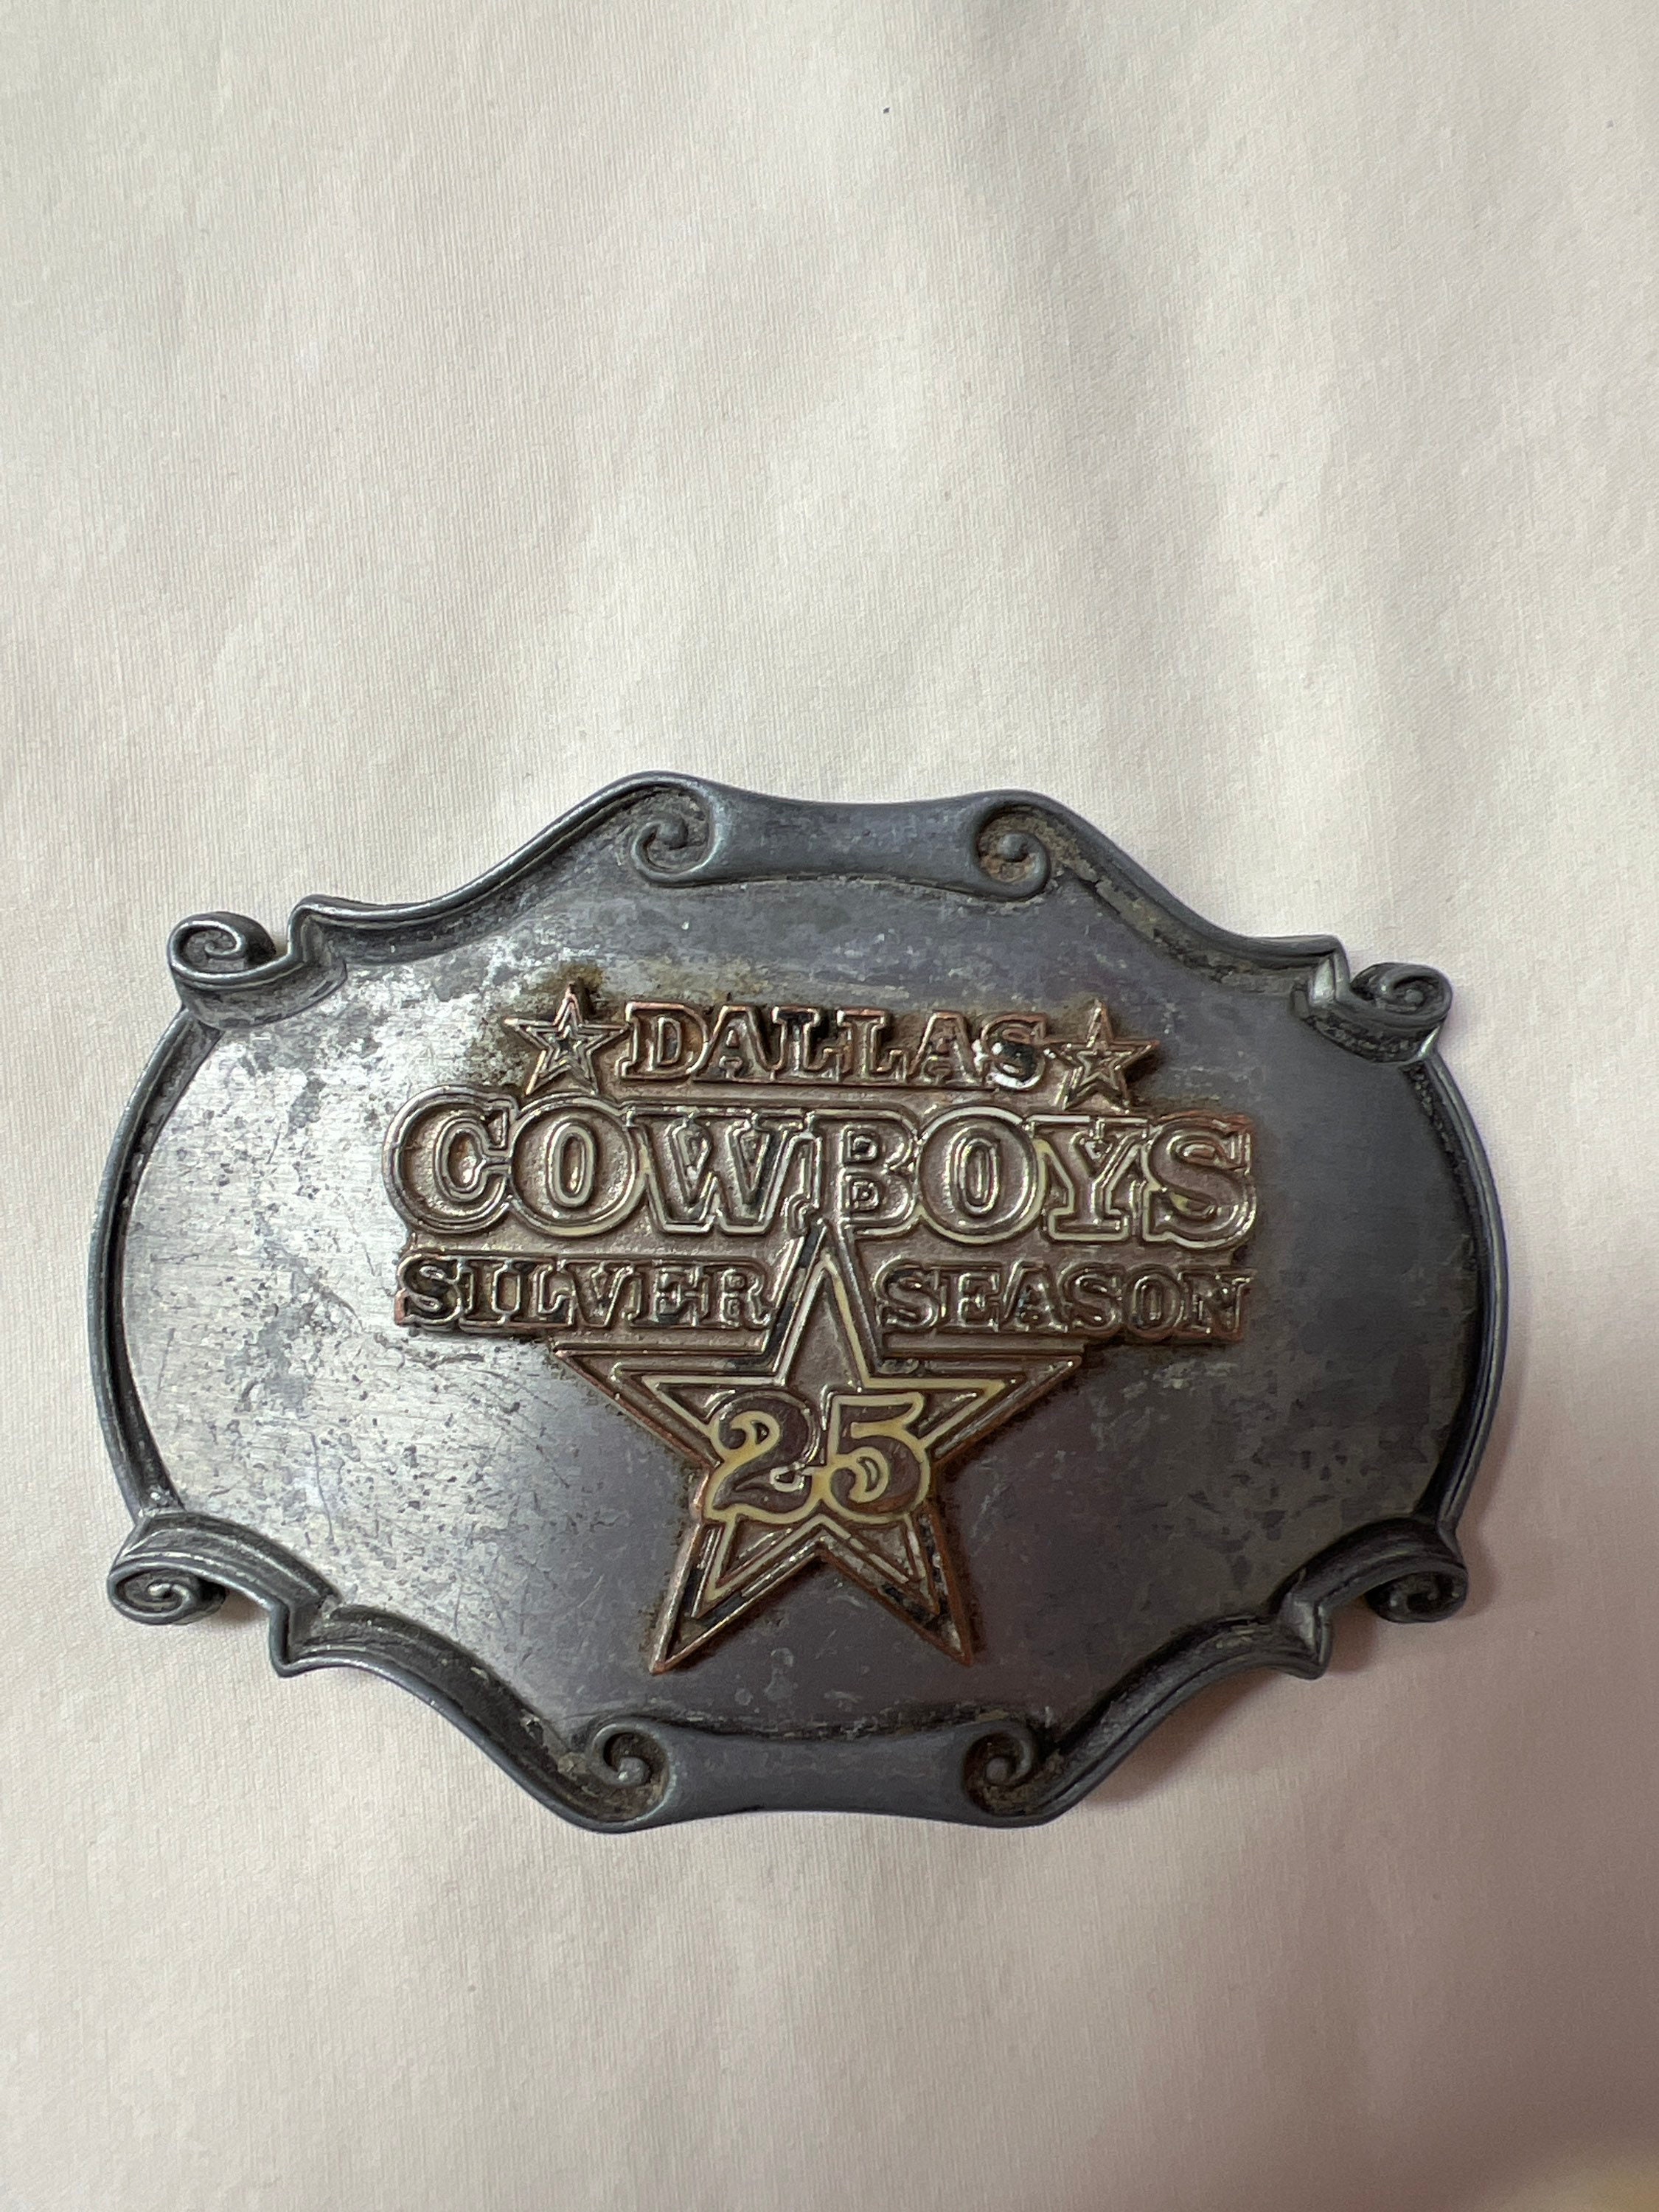 DALLAS
COWBOYS
SILVER SEASON
25